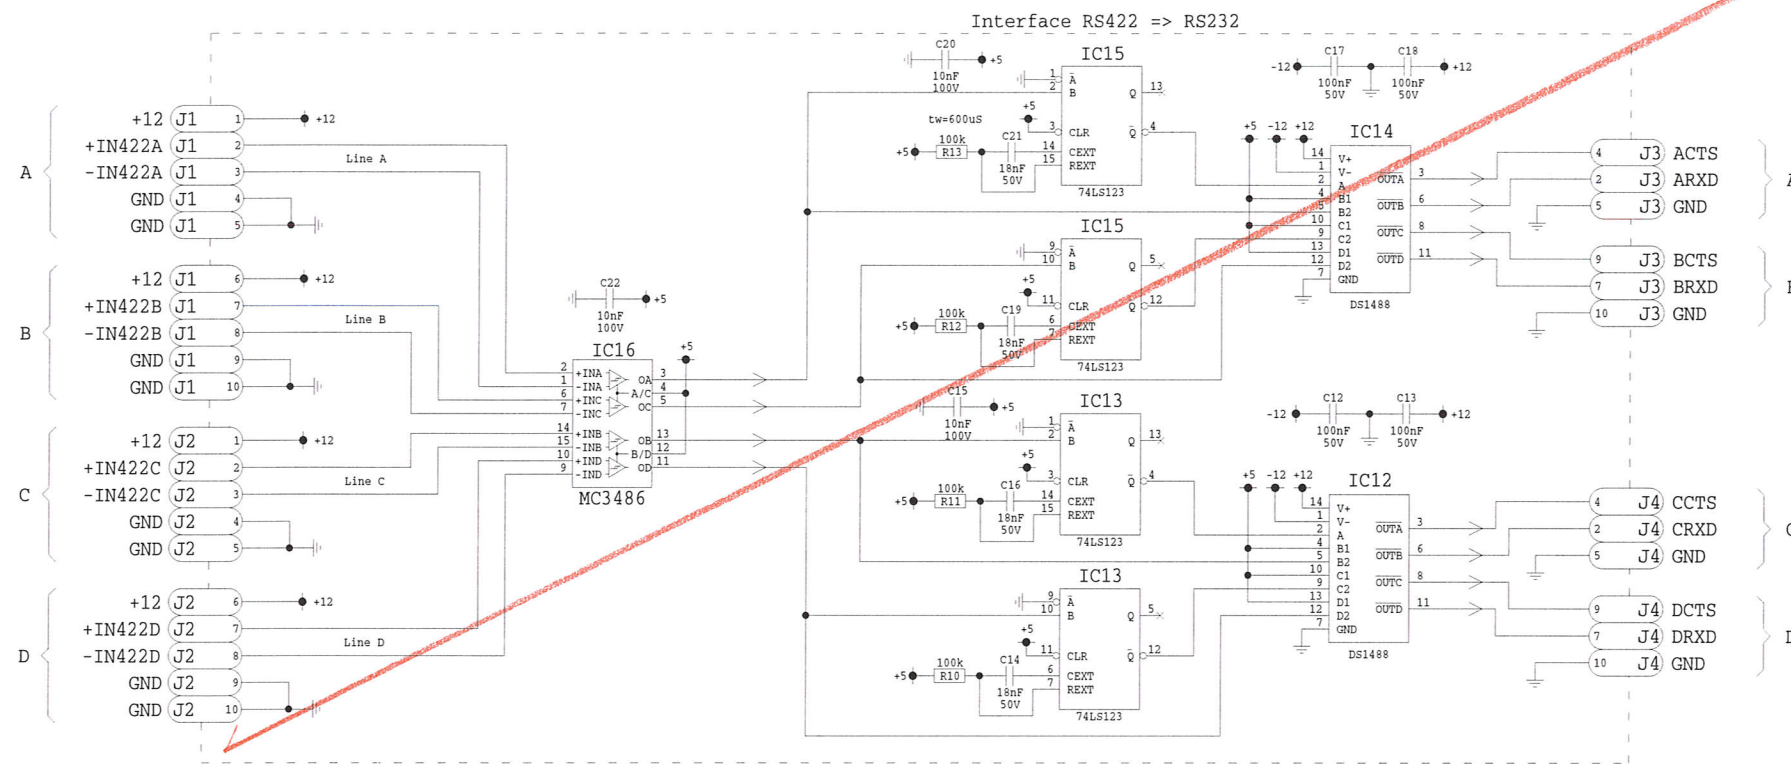 Interface RS422 => RS232
A
+12 J1 1 +12
+IN422A J1 2
Line A
-IN422A J1 3
GND J1 4
GND J1 5
B
+12 J1 6 +12
+IN422B J1 7
Line B
-IN422B J1 8
GND J1 9
GND J1 10
C
+12 J2 1 +12
+IN422C J2 2
Line C
-IN422C J2 3
GND J2 4
GND J2 5
D
+12 J2 6 +12
+IN422D J2 7
Line D
-IN422D J2 8
GND J2 9
GND J2 10
C22
+5
10nF
100V
IC16
+5
2 +INA OA 3
1 -INA A/C 4
6 +INC OC 5
7 -INC
14 +INB OB 13
15 -INB B/D 12
10 +IND OD 11
9 -IND
MC3486
C20
+5
10nF
100V
IC15
1 A
2 B Q 13
+5
tw=600uS
3 CLR Q 4
100k C21
+5 R13
14 CEXT
15 REXT
18nF
50V
74LS123
IC15
9 A
10 B Q 5
+5
11 CLR Q 12
100k C19
+5 R12
6 CEXT
7 REXT
18nF
50V
74LS123
C15
+5
10nF
100V
IC13
1 A
2 B Q 13
+5
3 CLR Q 4
100k C16
+5 R11
14 CEXT
15 REXT
18nF
50V
74LS123
IC13
9 A
10 B Q 5
+5
11 CLR Q 12
100k C14
+5 R10
6 CEXT
7 REXT
18nF
50V
74LS123
C17 C18
-12 +12
100nF 100nF
50V 50V
IC14
+5 -12 +12
14 V+
1 V-
2 A OUTA 3
4 B1
5 B2 OUTB 6
10 C1
9 C2 OUTC 8
13 D1
12 D2 OUTD 11
7 GND
DS1488
C12 C13
-12 +12
100nF 100nF
50V 50V
IC12
+5 -12 +12
14 V+
1 V-
2 A OUTA 3
4 B1
5 B2 OUTB 6
10 C1
9 C2 OUTC 8
13 D1
12 D2 OUTD 11
7 GND
DS1488
4 J3 ACTS
2 J3 ARXD
5 J3 GND
9 J3 BCTS
7 J3 BRXD
10 J3 GND
4 J4 CCTS
2 J4 CRXD
5 J4 GND
9 J4 DCTS
7 J4 DRXD
10 J4 GND